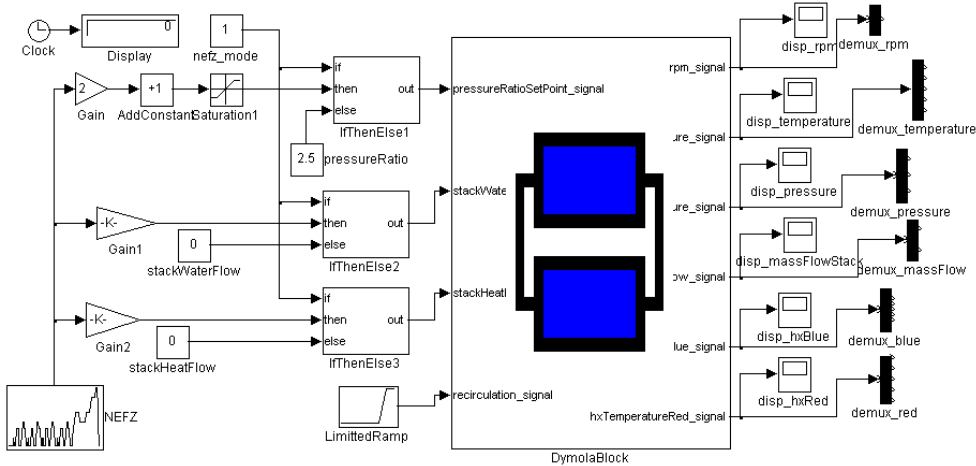 Clock
0
Display
1
nefz_mode
2
Gain
+1
AddConstant
Saturation1
if
then
else
out
IfThenElse1
2.5
pressureRatio
-K-
Gain1
0
stackWaterFlow
if
then
else
out
IfThenElse2
-K-
Gain2
0
stackHeatFlow
if
then
else
out
IfThenElse3
NEFZ
LimittedRamp
pressureRatioSetPoint_signal
stackWate
stackHeatl
recirculation_signal
rpm_signal
ure_signal
ure_signal
ow_signal
lue_signal
hxTemperatureRed_signal
DymolaBlock
disp_rpm
demux_rpm
disp_temperature
demux_temperature
disp_pressure
demux_pressure
disp_massFlowStack
demux_massFlow
disp_hxBlue
demux_blue
disp_hxRed
demux_red